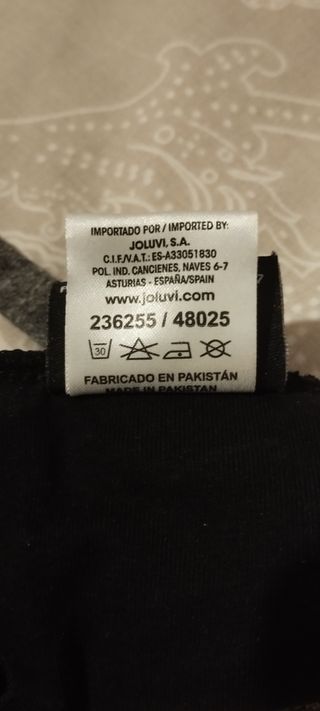 IMPORTADO POR / IMPORTED BY:
JOLUVI, S.A.
C.I.F./V.A.T.: ES-A33051830
POL. IND. CANCIENES, NAVES 6-7
ASTURIAS - ESPAÑA/SPAIN
www.joluvi.com
236255 / 48025
30
FABRICADO EN PAKISTÁN
MADE IN PAKISTAN